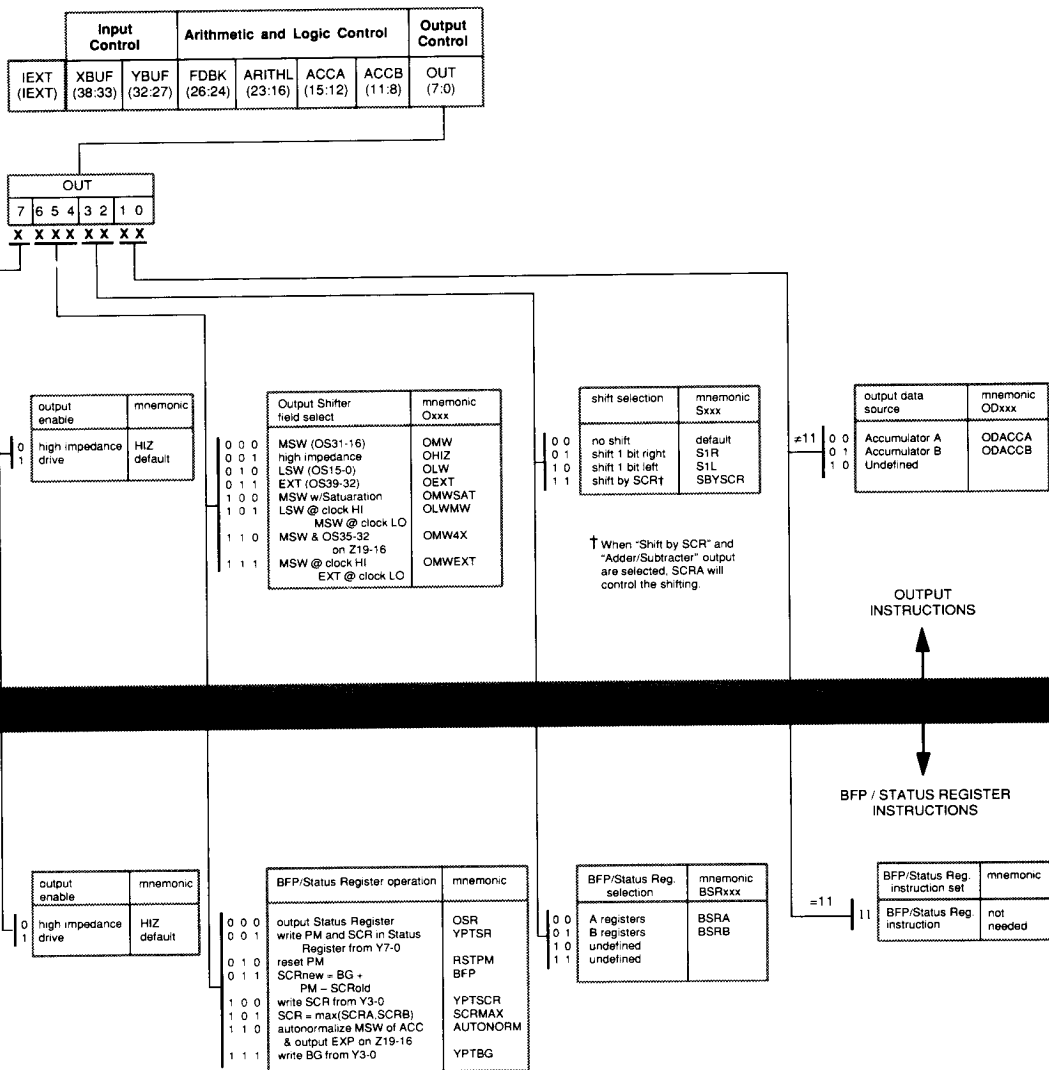 Input Control
Arithmetic and Logic Control
Output Control
IEXT (IEXT)
XBUF (38:33)
YBUF (32:27)
FDBK (26:24)
ARITHL (23:16)
ACCA (15:12)
ACCB (11:8)
OUT (7:0)
OUT
7 6 5 4 3 2 1 0
X X X X X X X X
output enable mnemonic
0 high impedance HIZ
1 drive default
Output Shifter field select mnemonic Oxxx
0 0 0 MSW (OS31-16) OMW
0 0 1 high impedance OHIZ
0 1 0 LSW (OS15-0) OLW
0 1 1 EXT (OS39-32) OEXT
1 0 0 MSW w/Satuaration OMWSAT
1 0 1 LSW @ clock HI OLWMW
MSW @ clock LO
1 1 0 MSW & OS35-32 OMW4X
on Z19-16
1 1 1 MSW @ clock HI OMWEXT
EXT @ clock LO
shift selection mnemonic Sxxx
0 0 no shift default
0 1 shift 1 bit right S1R
1 0 shift 1 bit left S1L
1 1 shift by SCR† SBYSCR
† When "Shift by SCR" and
"Adder/Subtracter" output
are selected, SCRA will
control the shifting.
output data source mnemonic ODxxx
≠11
0 0 Accumulator A ODACCA
0 1 Accumulator B ODACCB
1 0 Undefined
OUTPUT
INSTRUCTIONS
BFP / STATUS REGISTER
INSTRUCTIONS
output enable mnemonic
0 high impedance HIZ
1 drive default
BFP/Status Register operation mnemonic
0 0 0 output Status Register OSR
0 0 1 write PM and SCR in Status YPTSR
Register from Y7-0
0 1 0 reset PM RSTPM
0 1 1 SCRnew = BG + BFP
PM – SCRold
1 0 0 write SCR from Y3-0 YPTSCR
1 0 1 SCR = max(SCRA,SCRB) SCRMAX
1 1 0 autonormalize MSW of ACC AUTONORM
& output EXP on Z19-16
1 1 1 write BG from Y3-0 YPTBG
BFP/Status Reg. selection mnemonic BSRxxx
0 0 A registers BSRA
0 1 B registers BSRB
1 0 undefined
1 1 undefined
BFP/Status Reg. instruction set mnemonic
=11
11 BFP/Status Reg. instruction not needed